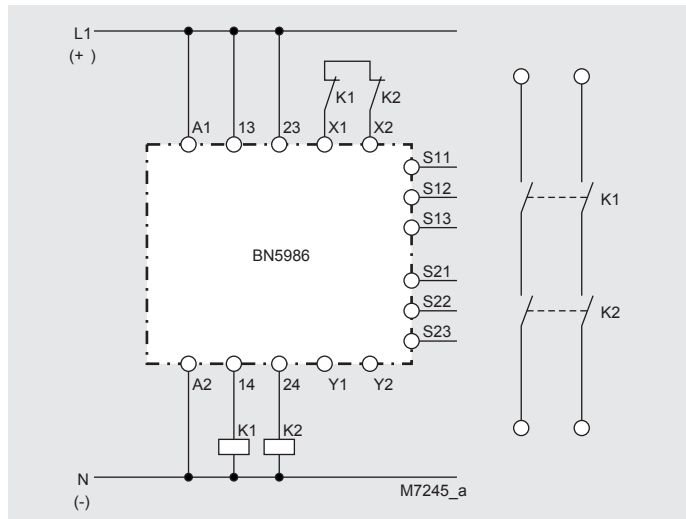 L1
(+ )
K1 K2
A1 13 23 X1 X2
S11
S12
S13
K1
BN5986
S21
S22
K2
S23
A2 14 24 Y1 Y2
K1 K2
N
(-)
M7245_a